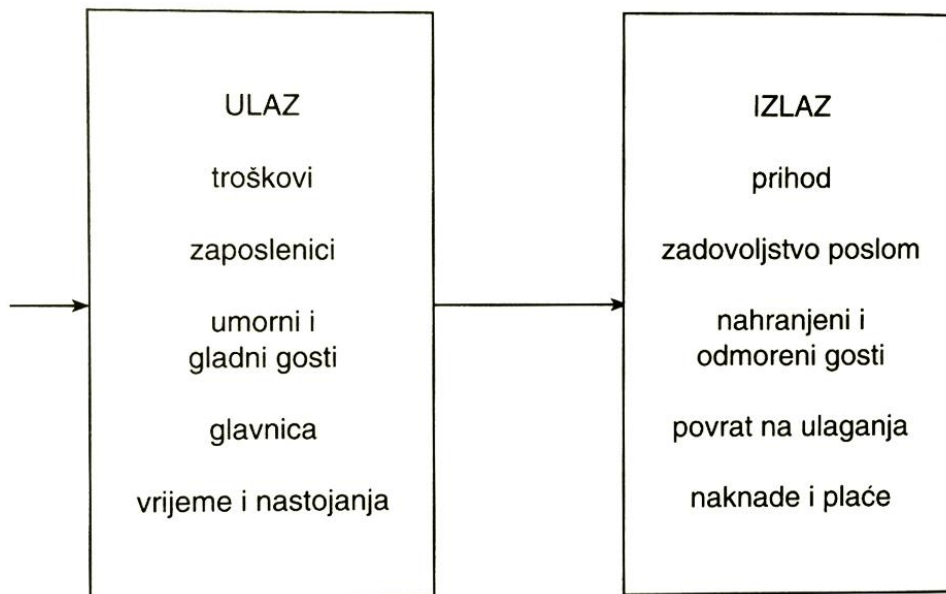 ULAZ
troškovi
zaposlenici
umorni i
gladni gosti
glavnica
vrijeme i nastojanja
IZLAZ
prihod
zadovoljstvo poslom
nahranjeni i
odmoreni gosti
povrat na ulaganja
naknade i plaće